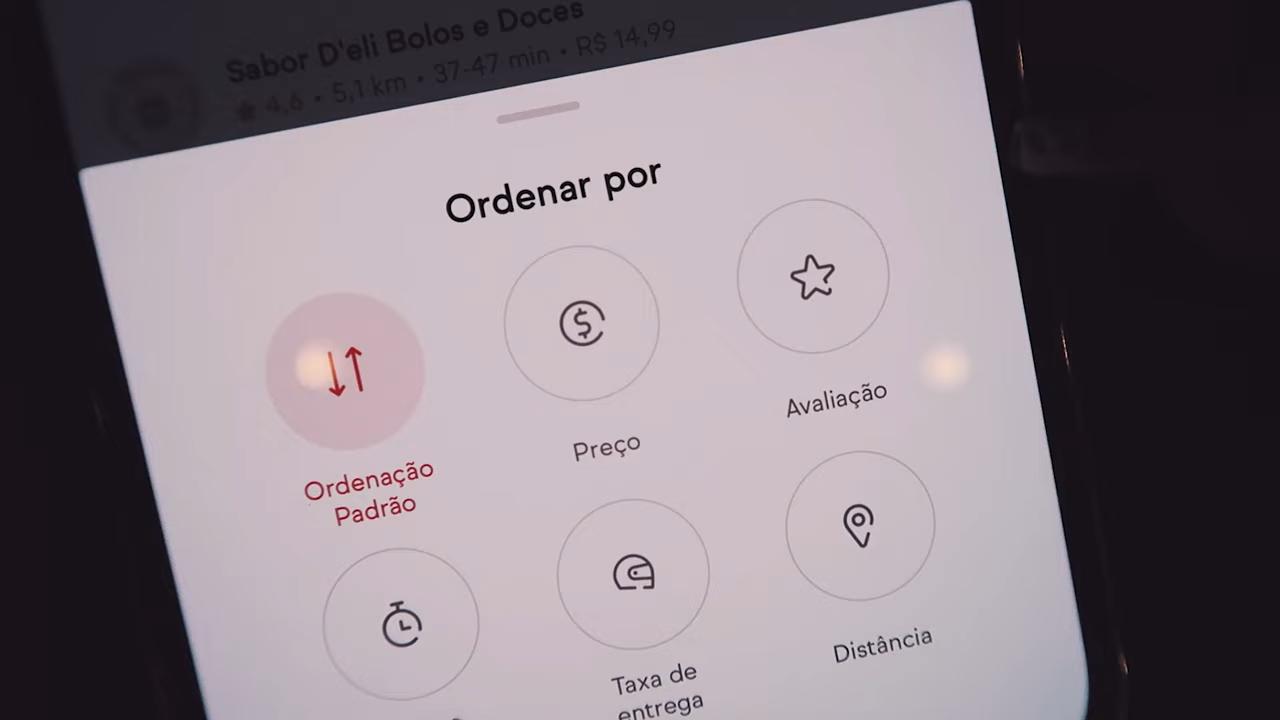 Sabor D'eli Bolos e Doces
4,6 • 5,1 km • 37-47 min • R$ 14,99
Ordenar por
Ordenação
Padrão
Preço
Avaliação
Taxa de
entrega
Distância